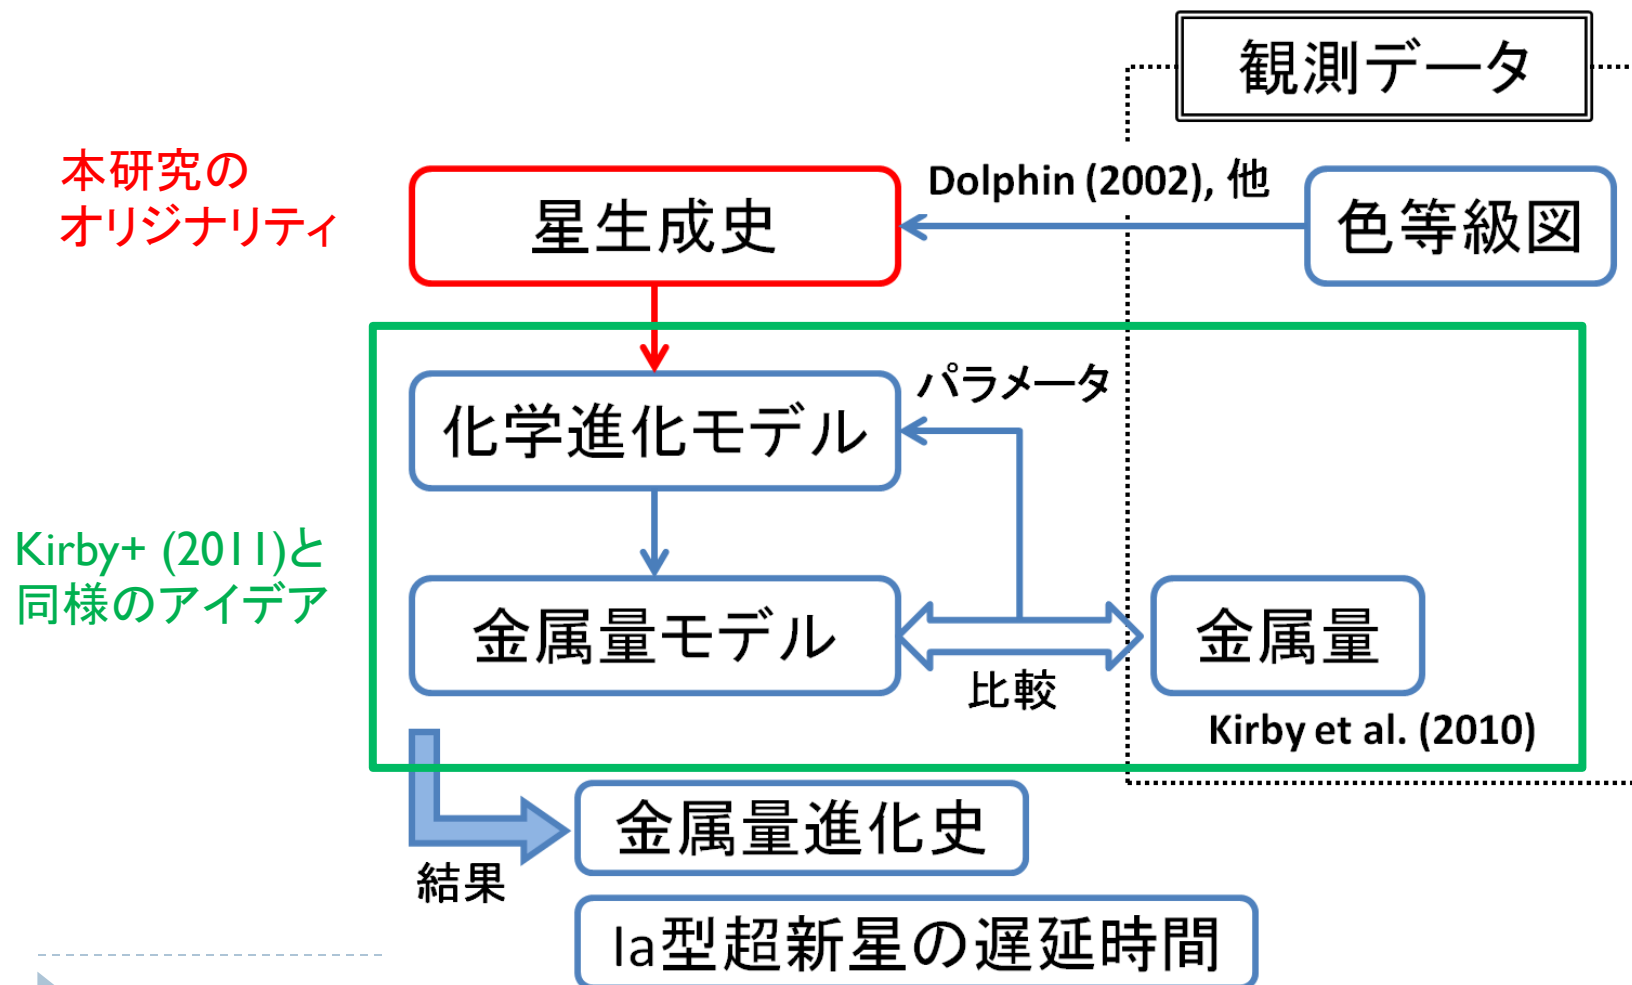 観測データ
本研究の
オリジナリティ
星生成史
Dolphin (2002), 他
色等級図
パラメータ
化学進化モデル
Kirby+ (2011)と
同様のアイデア
金属量モデル
比較
金属量
Kirby et al. (2010)
結果
金属量進化史
Ia型超新星の遅延時間